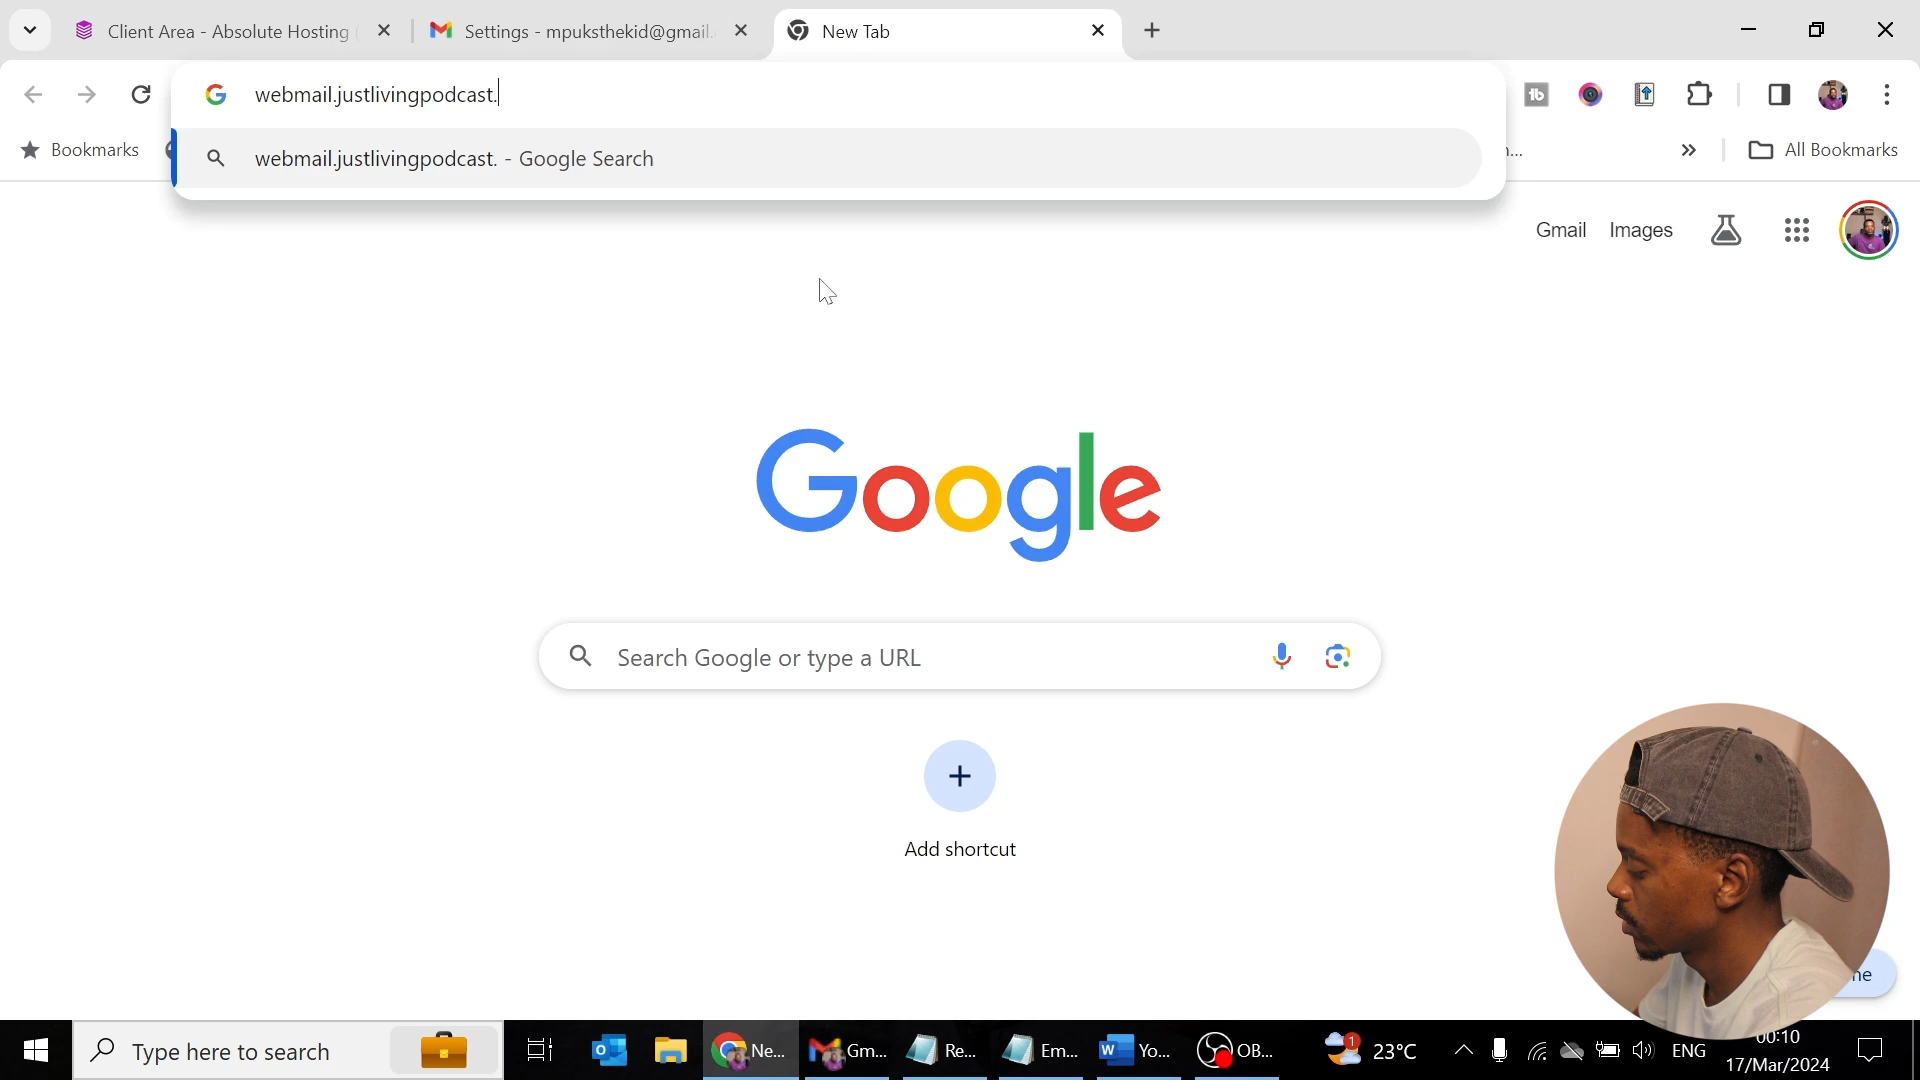 Client Area - Absolute Hosting
Settings - mpuksthekid@gmail.
New Tab
webmail.justlivingpodcast.
Bookmarks
webmail.justlivingpodcast. - Google Search
All Bookmarks
Gmail
Images
Google
Search Google or type a URL
Add shortcut
Type here to search
Ne...
Gm...
Re...
Em...
Yo...
OB...
1
23°C
ENG
00:10
17/Mar/2024